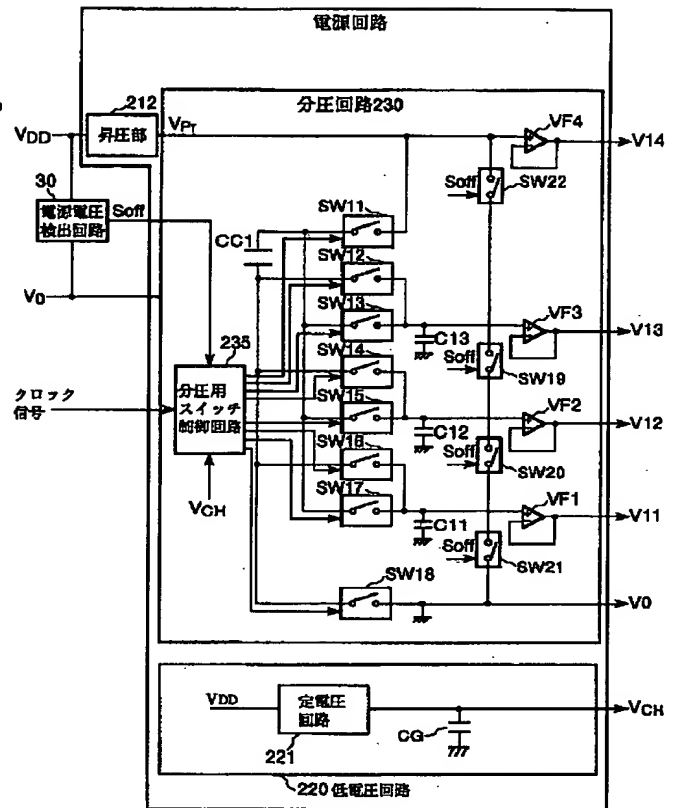 電源回路
212
昇圧部
VDD
VPT
分圧回路230
VF4
V14
30
電源電圧
検出回路
Soff
Soff
SW22
V0
CC1
SW11
SW12
SW13
SW14
SW15
SW16
SW17
SW18
C13
VF3
V13
Soff
SW19
235
分圧用
スイッチ
制御回路
クロック
信号
VCH
C12
VF2
V12
Soff
SW20
C11
VF1
V11
Soff
SW21
V0
VDD
定電圧
回路
221
CG
VCH
220 低電圧回路